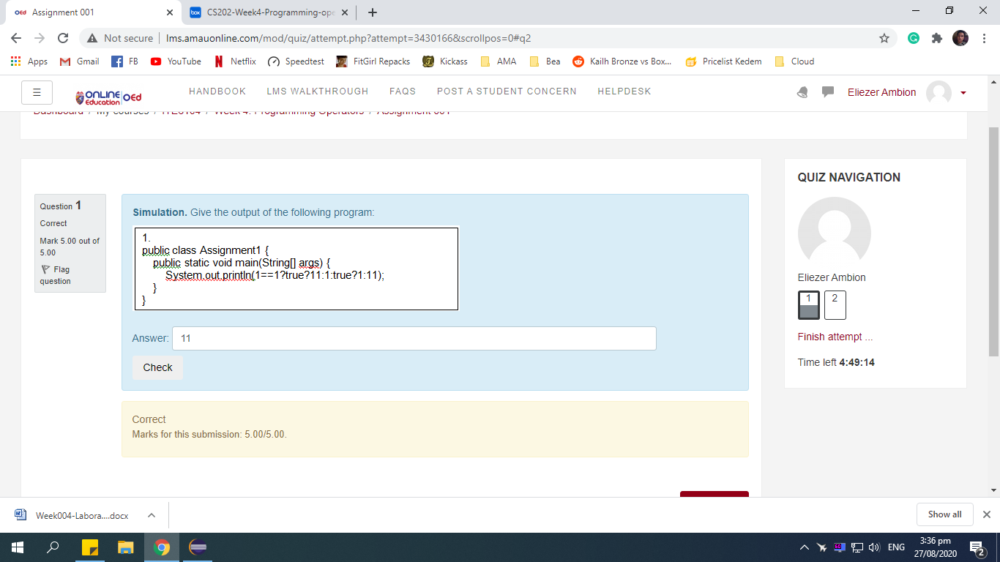 Assignment 001
CS202-Week4-Programming-ope
Not secure | lms.amauonline.com/mod/quiz/attempt.php?attempt=3430166&scrollpos=0#q2
Apps Gmail FB YouTube Netflix Speedtest FitGirl Repacks Kickass AMA Bea Kailh Bronze vs Box... Pricelist Kedem Cloud
ONLINE Education OEd
HANDBOOK LMS WALKTHROUGH FAQS POST A STUDENT CONCERN HELPDESK
Eliezer Ambion
Dashboard / My courses / ITE6104 / Week 4: Programming Operators / Assignment 001
Question 1
Correct
Mark 5.00 out of
5.00
Flag
question
Simulation. Give the output of the following program:
1.
public class Assignment1 {
public static void main(String[] args) {
System.out.println(1==1?true?11:1:true?1:11);
}
}
Answer: 11
Check
Correct
Marks for this submission: 5.00/5.00.
QUIZ NAVIGATION
Eliezer Ambion
1 2
Finish attempt ...
Time left 4:49:14
Week004-Labora....docx
Show all
ENG
3:36 pm
27/08/2020
2